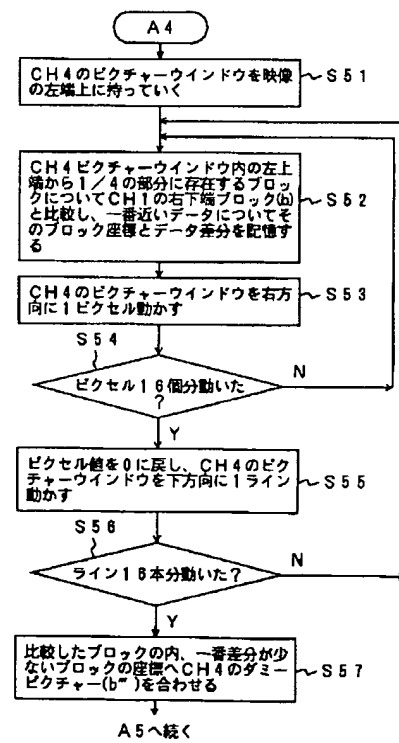 A4
CH4のピクチャーウインドウを映像
の左端上に持っていく
S51
CH4ピクチャーウインドウ内の左上
端から1/4の部分に存在するブロッ
クについてCH1の右下端ブロック(b)
と比較し、一番近いデータについてそ
のブロック座標とデータ差分を記憶す
る
S52
CH4のピクチャーウインドウを右方
向に1ピクセル動かす
S53
S54
ピクセル16個分動いた
?
N
Y
ピクセル値を0に戻し、CH4のピク
チャーウインドウを下方向に1ライン
動かす
S55
S56
ライン16本分動いた?
N
Y
比較したブロックの内、一番差分が少
ないブロックの座標へCH4のダミー
ピクチャー(b''')を合わせる
S57
A5へ続く